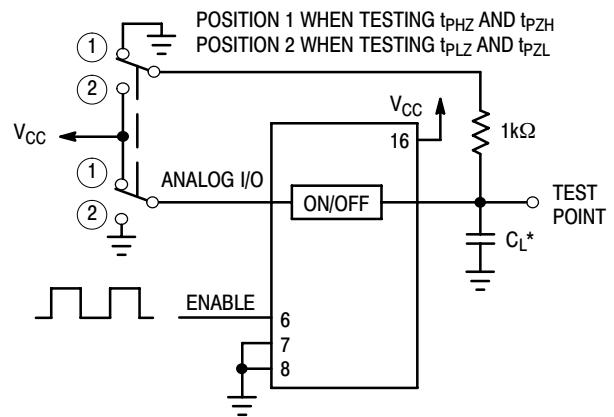 POSITION 1 WHEN TESTING tPHZ AND tPZH
POSITION 2 WHEN TESTING tPLZ AND tPZL
1
2
VCC
1
2
ANALOG I/O
ON/OFF
VCC
16
1kΩ
TEST
POINT
CL*
ENABLE
6
7
8